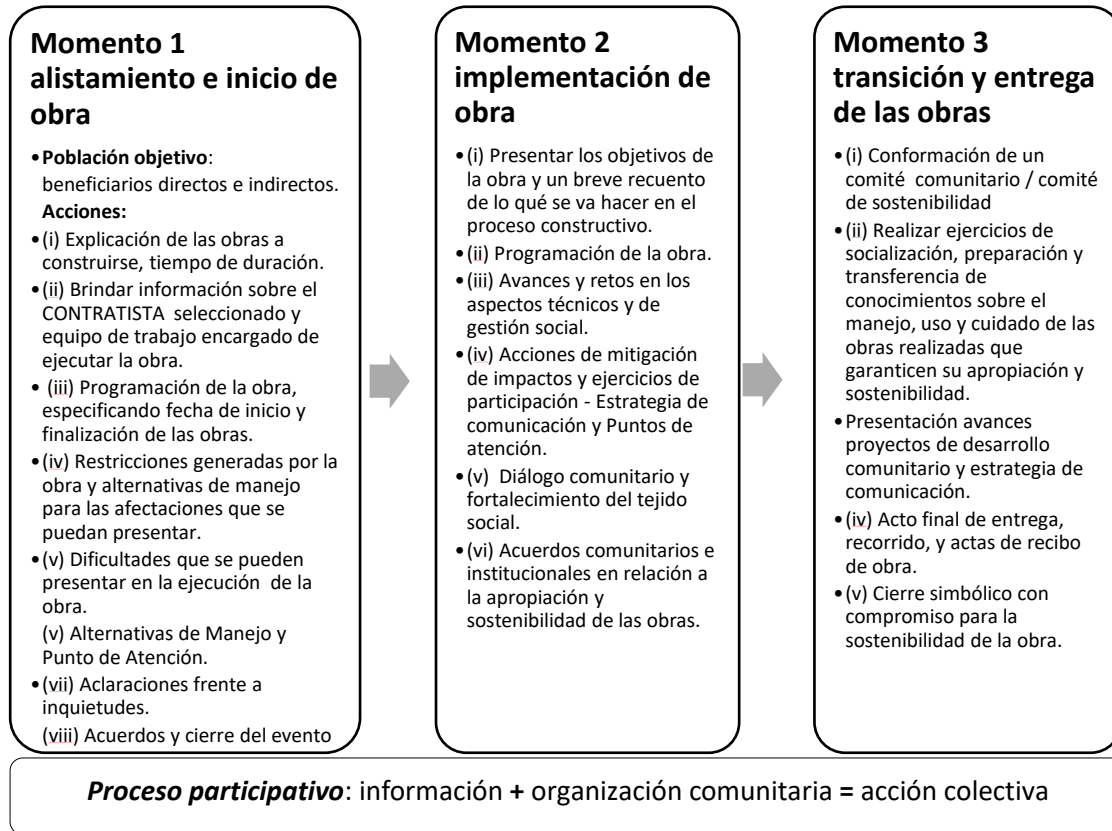 Momento 1
alistamiento e inicio de
obra
•Población objetivo:
beneficiarios directos e indirectos.
Acciones:
•(i) Explicación de las obras a
construirse, tiempo de duración.
•(ii) Brindar información sobre el
CONTRATISTA seleccionado y
equipo de trabajo encargado de
ejecutar la obra.
• (iii) Programación de la obra,
especificando fecha de inicio y
finalización de las obras.
•(iv) Restricciones generadas por la
obra y alternativas de manejo
para las afectaciones que se
puedan presentar.
•(v) Dificultades que se pueden
presentar en la ejecución de la
obra.
(v) Alternativas de Manejo y
Punto de Atención.
•(vii) Aclaraciones frente a
inquietudes.
(viii) Acuerdos y cierre del evento
Momento 2
implementación de
obra
•(i) Presentar los objetivos de
la obra y un breve recuento
de lo qué se va hacer en el
proceso constructivo.
•(ii) Programación de la obra.
•(iii) Avances y retos en los
aspectos técnicos y de
gestión social.
•(iv) Acciones de mitigación
de impactos y ejercicios de
participación - Estrategia de
comunicación y Puntos de
atención.
•(v) Diálogo comunitario y
fortalecimiento del tejido
social.
•(vi) Acuerdos comunitarios e
institucionales en relación a
la apropiación y
sostenibilidad de las obras.
Momento 3
transición y entrega
de las obras
•(i) Conformación de un
comité comunitario / comité
de sostenibilidad
•(ii) Realizar ejercicios de
socialización, preparación y
transferencia de
conocimientos sobre el
manejo, uso y cuidado de las
obras realizadas que
garanticen su apropiación y
sostenibilidad.
•Presentación avances
proyectos de desarrollo
comunitario y estrategia de
comunicación.
•(iv) Acto final de entrega,
recorrido, y actas de recibo
de obra.
•(v) Cierre simbólico con
compromiso para la
sostenibilidad de la obra.
Proceso participativo: información + organización comunitaria = acción colectiva